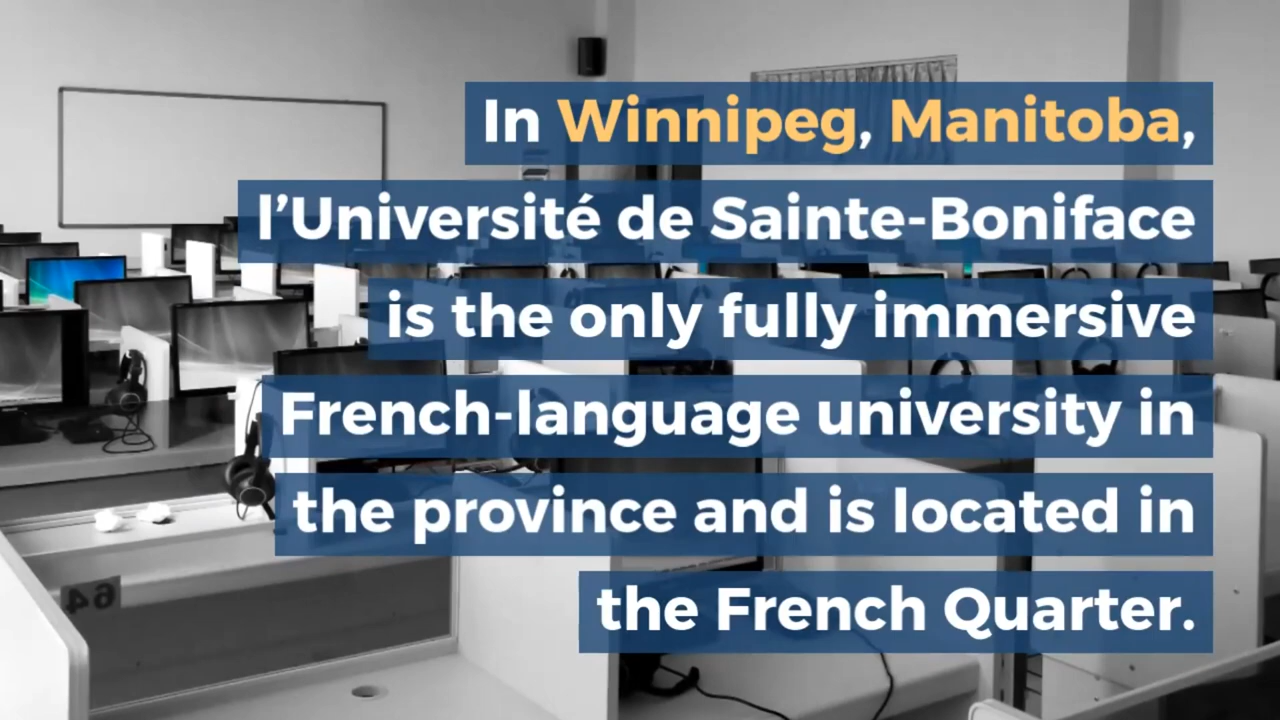 In Winnipeg, Manitoba,
l’Université de Sainte-Boniface
is the only fully immersive
French-language university in
the province and is located in
the French Quarter.
64